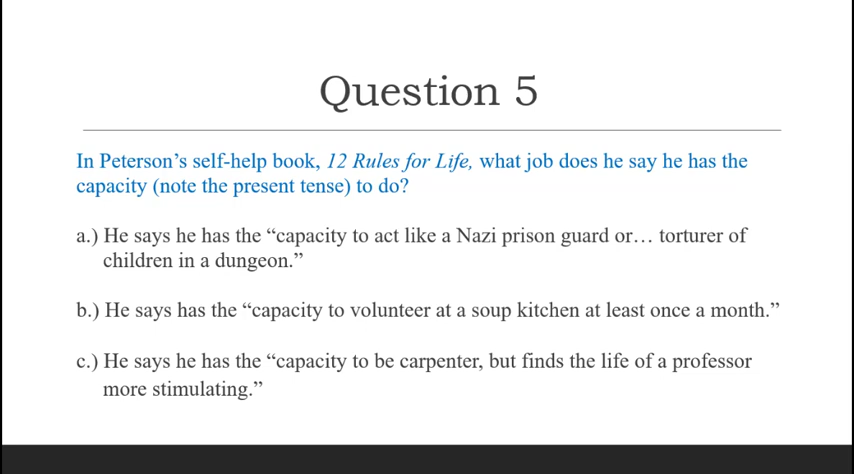 Question 5
In Peterson’s self-help book, 12 Rules for Life, what job does he say he has the
capacity (note the present tense) to do?
a.) He says he has the “capacity to act like a Nazi prison guard or… torturer of
children in a dungeon.”
b.) He says has the “capacity to volunteer at a soup kitchen at least once a month.”
c.) He says he has the “capacity to be carpenter, but finds the life of a professor
more stimulating.”